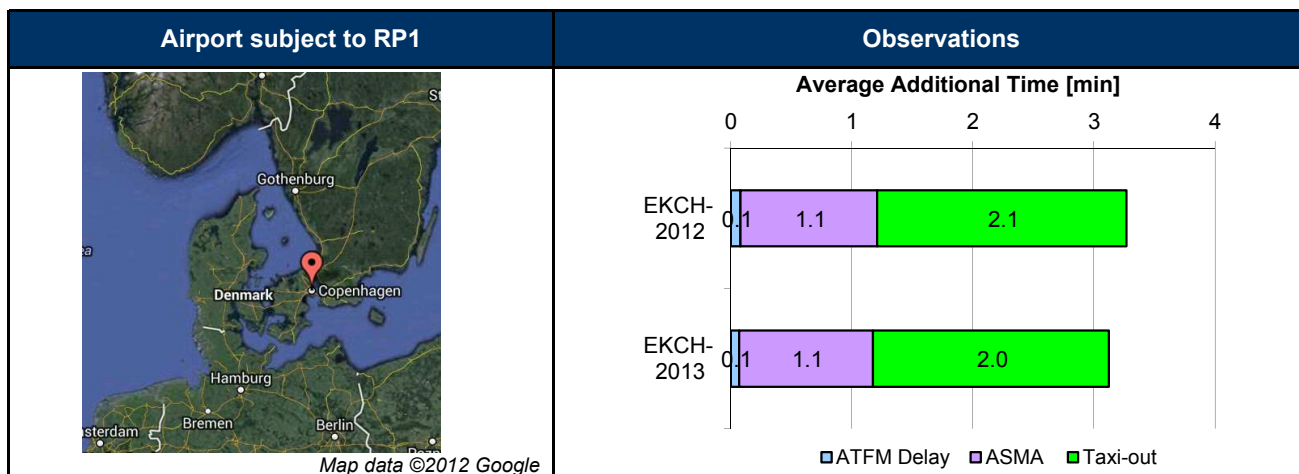 Airport subject to RP1
Observations
Gothenburg
Denmark
Copenhagen
Hamburg
Bremen
Berlin
Map data ©2012 Google
Average Additional Time [min]
0 1 2 3 4
EKCH-
2012
0.1 1.1 2.1
EKCH-
2013
0.1 1.1 2.0
ATFM Delay ASMA Taxi-out